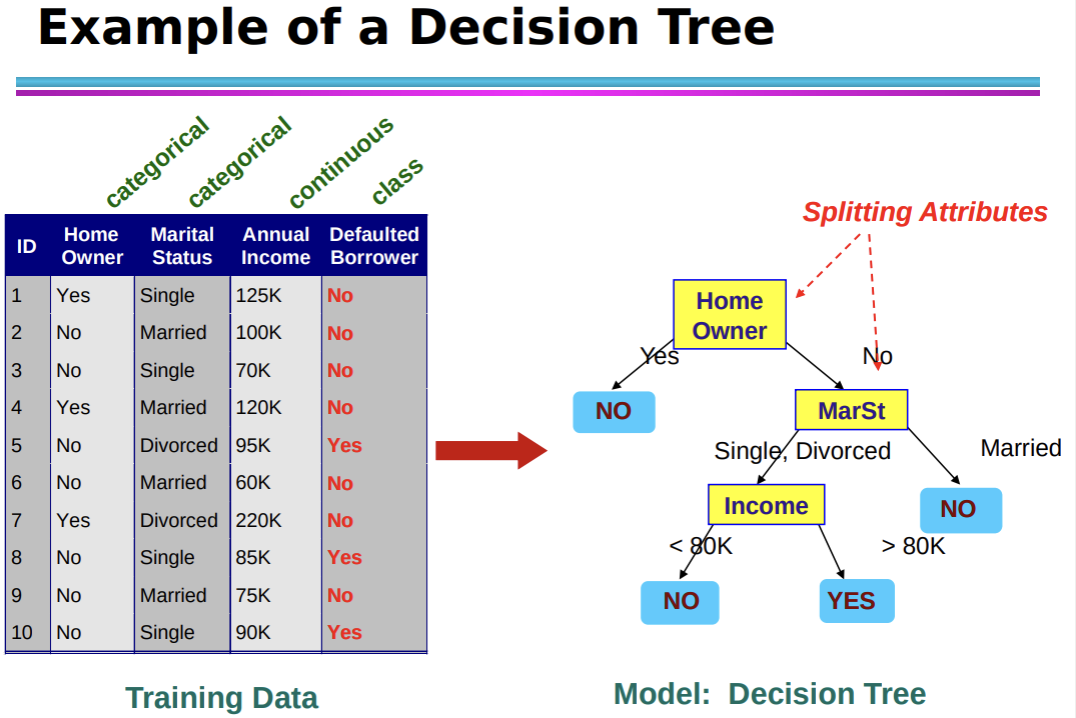 Example of a Decision Tree
categorical
categorical
continuous
class
ID Home Owner Marital Status Annual Income Defaulted Borrower
1 Yes Single 125K No
2 No Married 100K No
3 No Single 70K No
4 Yes Married 120K No
5 No Divorced 95K Yes
6 No Married 60K No
7 Yes Divorced 220K No
8 No Single 85K Yes
9 No Married 75K No
10 No Single 90K Yes
Training Data
Splitting Attributes
Home
Owner
Yes
No
NO
MarSt
Single, Divorced
Married
Income
NO
< 80K
> 80K
NO
YES
Model: Decision Tree